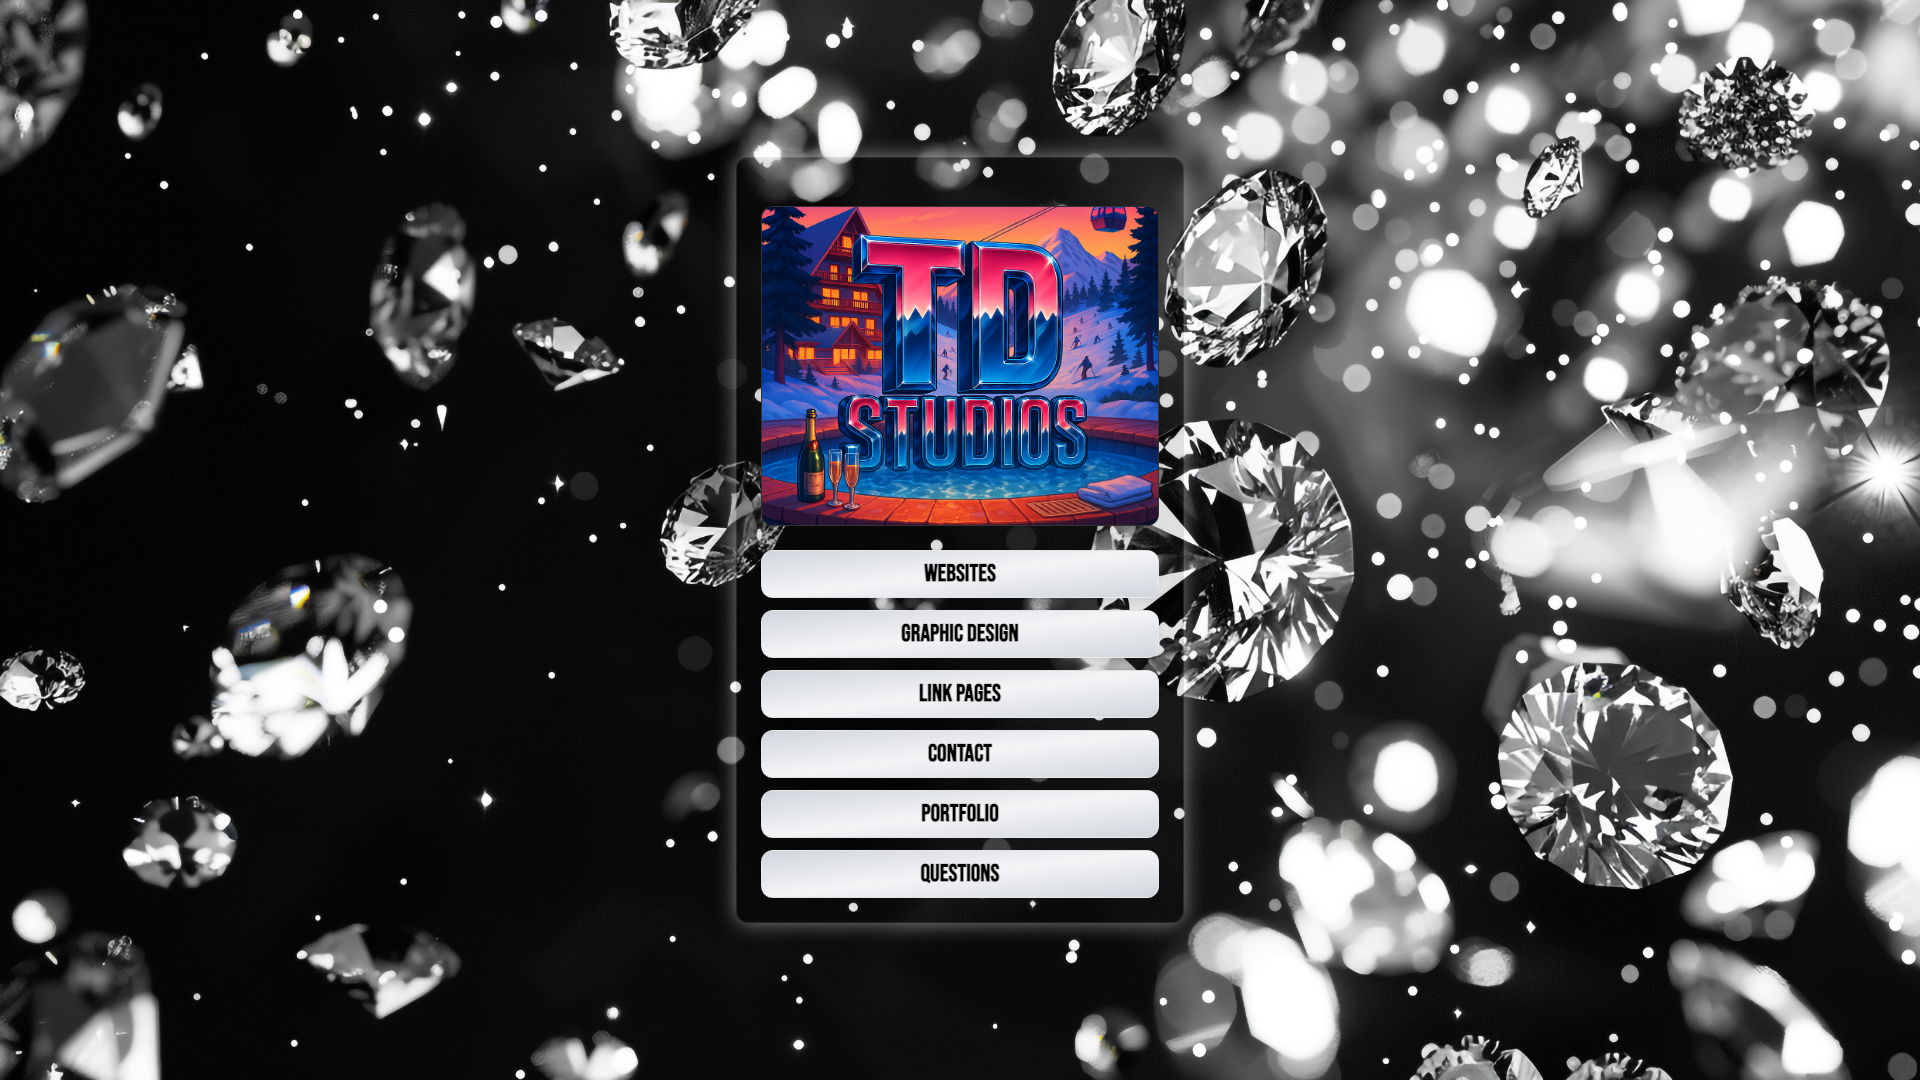 TD
STUDIOS
WEBSITES
GRAPHIC DESIGN
LINK PAGES
CONTACT
PORTFOLIO
QUESTIONS